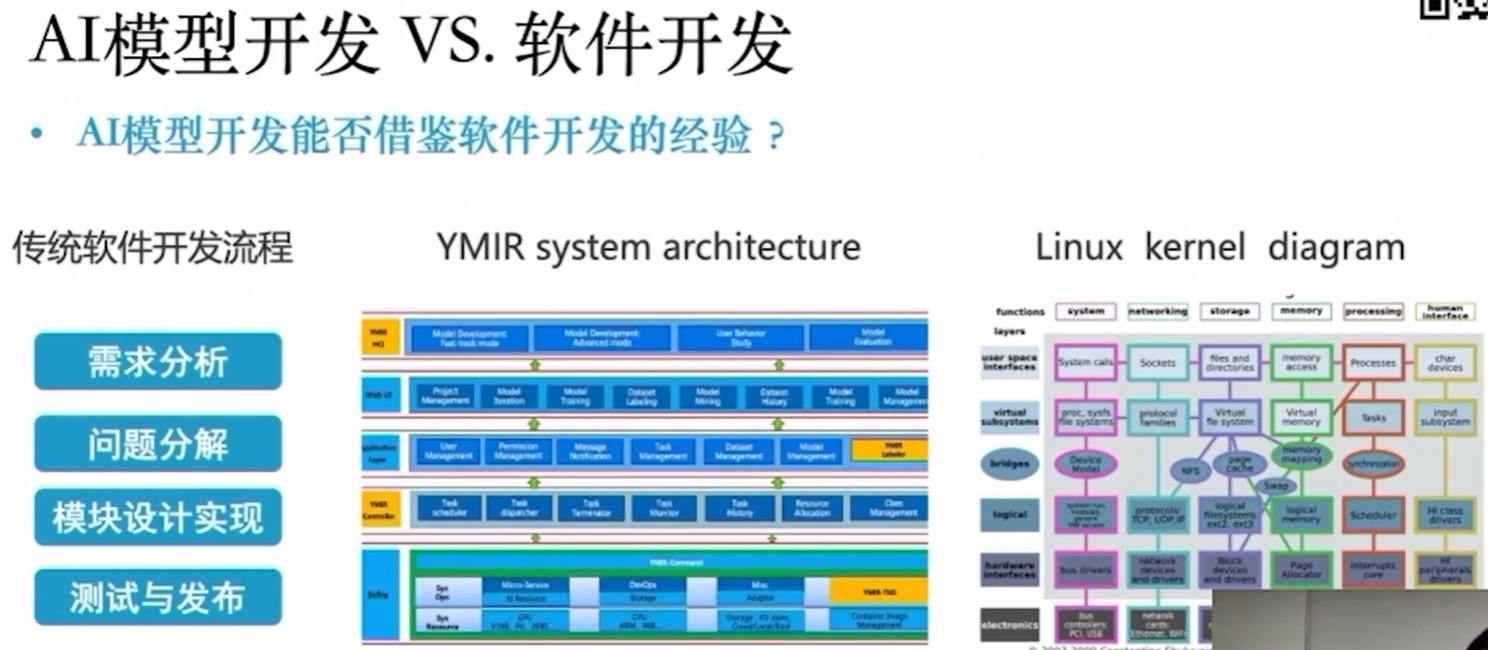 AI模型开发 VS. 软件开发
• AI模型开发能否借鉴软件开发的经验？
传统软件开发流程
需求分析
问题分解
模块设计实现
测试与发布
YMIR system architecture
YMIR HCI
Model Development: Fast-track mode
Model Development: Advanced mode
User Behavior Study
Model Evaluation
Web UI
Project Management
Model Iteration
Model Training
Dataset Labeling
Model Mining
Dataset History
Model Training
Model Management
Application Layer
User Management
Permission Management
Message Notification
Task Management
Dataset Management
Model Management
YMIR Labeler
YMIR Controller
Task scheduler
Task dispatcher
Task Terminator
Task Monitor
Task History
Resource Allocation
Class Management
Infra
YMIR-Command
Sys Ops
Micro-Service
AI Resource
DevOps
Storage
Misc.
Adaptor
Sys Resource
GPU
CPU :
Container Image Management
Linux kernel diagram
functions
system
networking
storage
memory
processing
human interface
layers
user space interfaces
System calls
Sockets
files and directories
memory access
Processes
char devices
virtual subsystems
proc, sysfs file systems
protocol families
Virtual file system
Virtual memory
Tasks
input subsystem
bridges
Device Model
NFS
page cache
memory mapping
Swap
synchronization
logical
protocols: TCP, UDP,IP
logical filesystems ext2, ext3
logical memory
Scheduler
HI class drivers
hardware interfaces
bus drivers
network devices and drivers
Block devices and drivers
Page Allocator
interrupts core
HI peripherals drivers
electronics
bus controllers: PCI, USB
network cards: Ethernet, WiFi